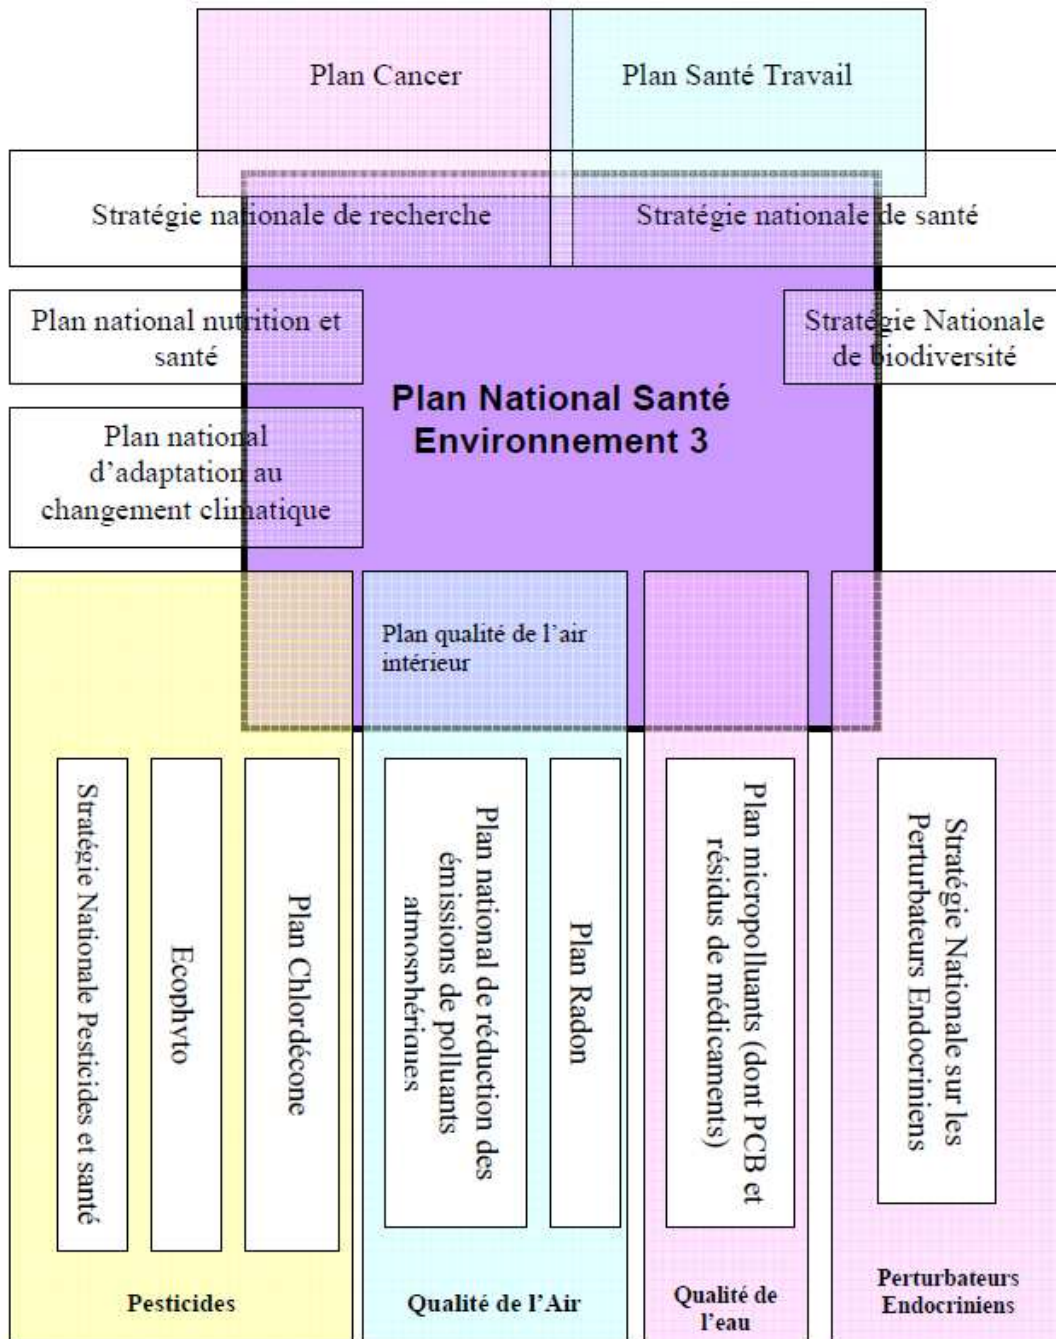 Plan Cancer
Plan Santé Travail
Stratégie nationale de recherche
Stratégie nationale de santé
Plan national nutrition et
santé
Stratégie Nationale
de biodiversité
Plan National Santé
Environnement 3
Plan national
d’adaptation au
changement climatique
Plan qualité de l’air
intérieur
Stratégie Nationale Pesticides et santé
Ecophyto
Plan Chlordécone
Plan national de réduction des
émissions de polluants
atmosphériques
Plan Radon
Plan micropolluants (dont PCB et
résidus de médicaments)
Stratégie Nationale sur les
Perturbateurs Endocriniens
Pesticides
Qualité de l’Air
Qualité de
l’eau
Perturbateurs
Endocriniens